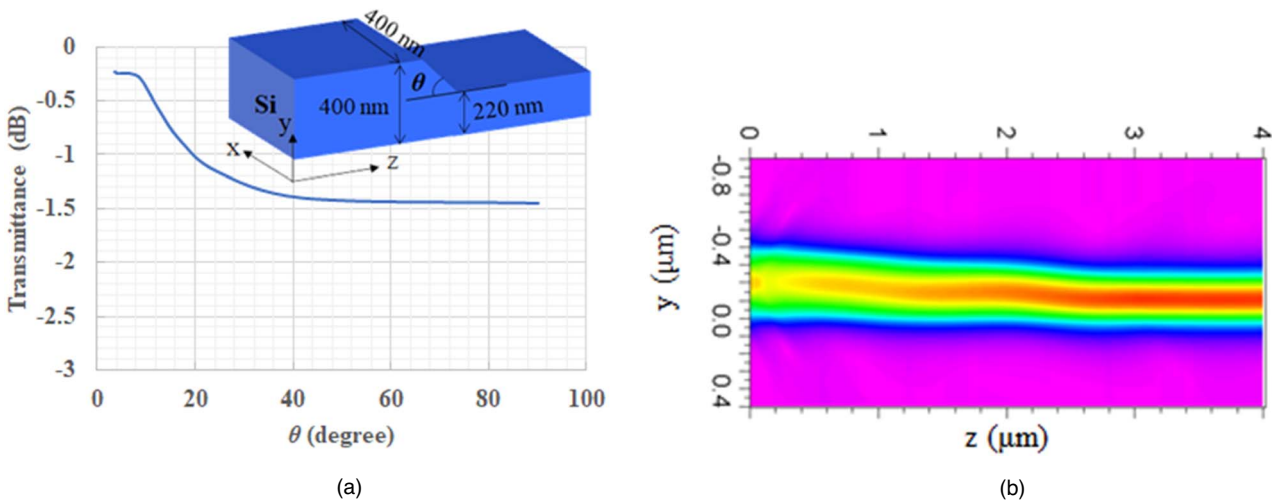 0
-0.5
-1
-1.5
-2
-2.5
-3
Transmittance (dB)
0
20
40
60
80
100
θ (degree)
400 nm
θ
400 nm
220 nm
Si
y
x
z
(a)
0
1
2
3
4
-0.8
-0.4
0.0
0.4
y (μm)
z (μm)
(b)